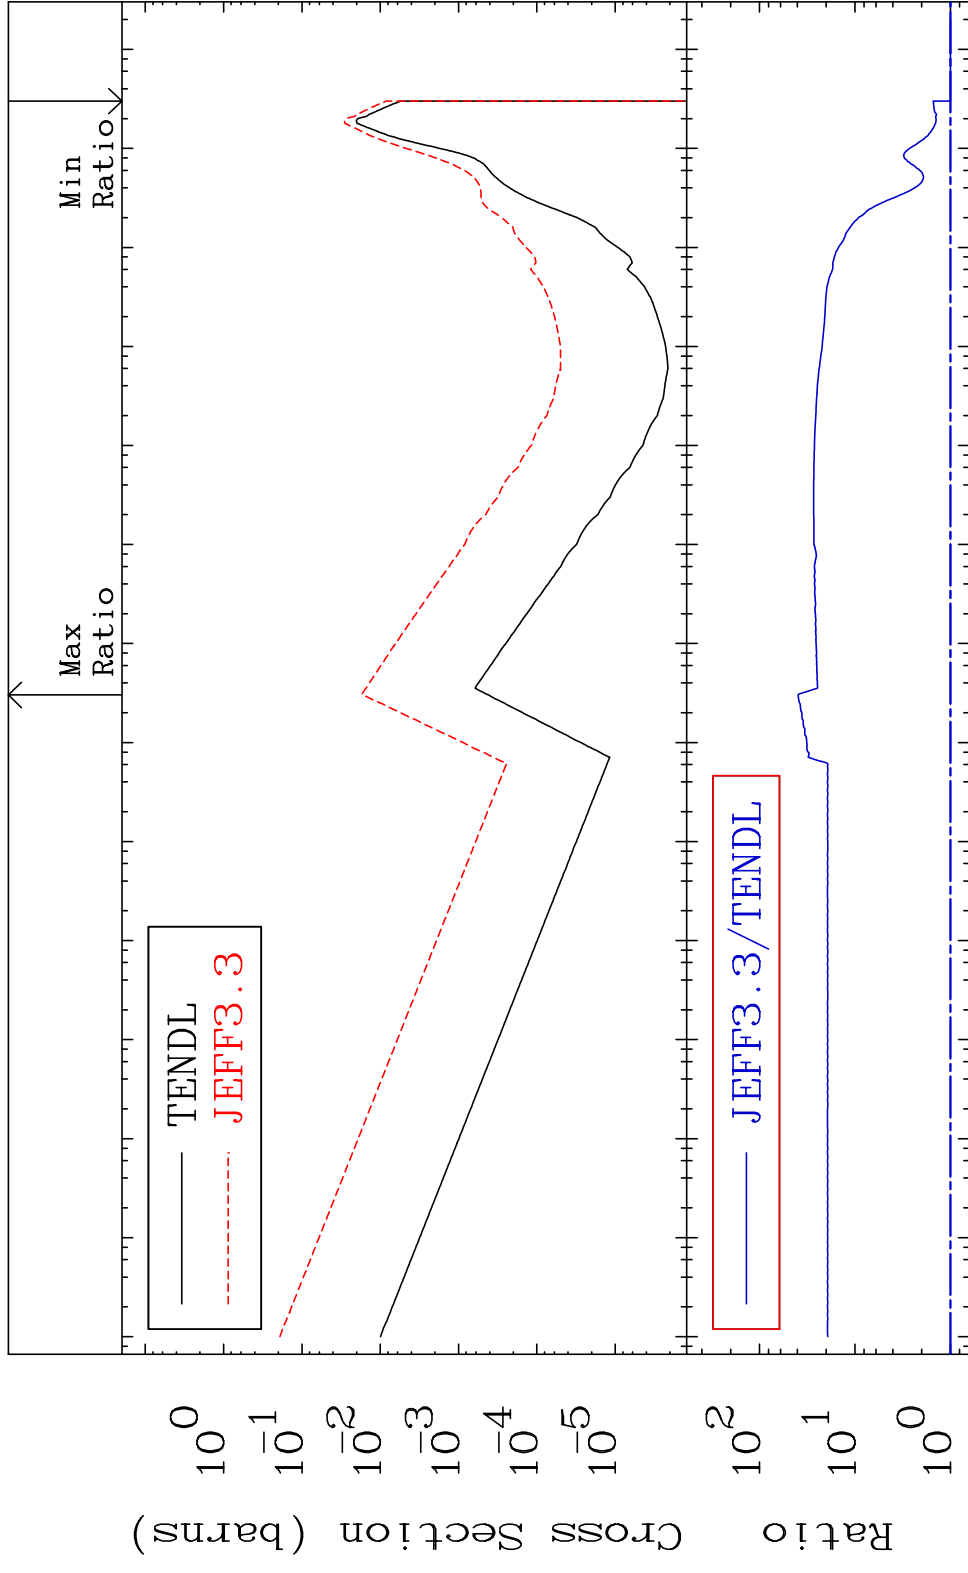 Max
Ratio
Min
Ratio
TENDL
JEFF3.3
Cross Section (barns)
10 0
10 -1
10 -2
10 -3
10 -4
10 -5
JEFF3.3/TENDL
Ratio
10 2
10 1
10 0